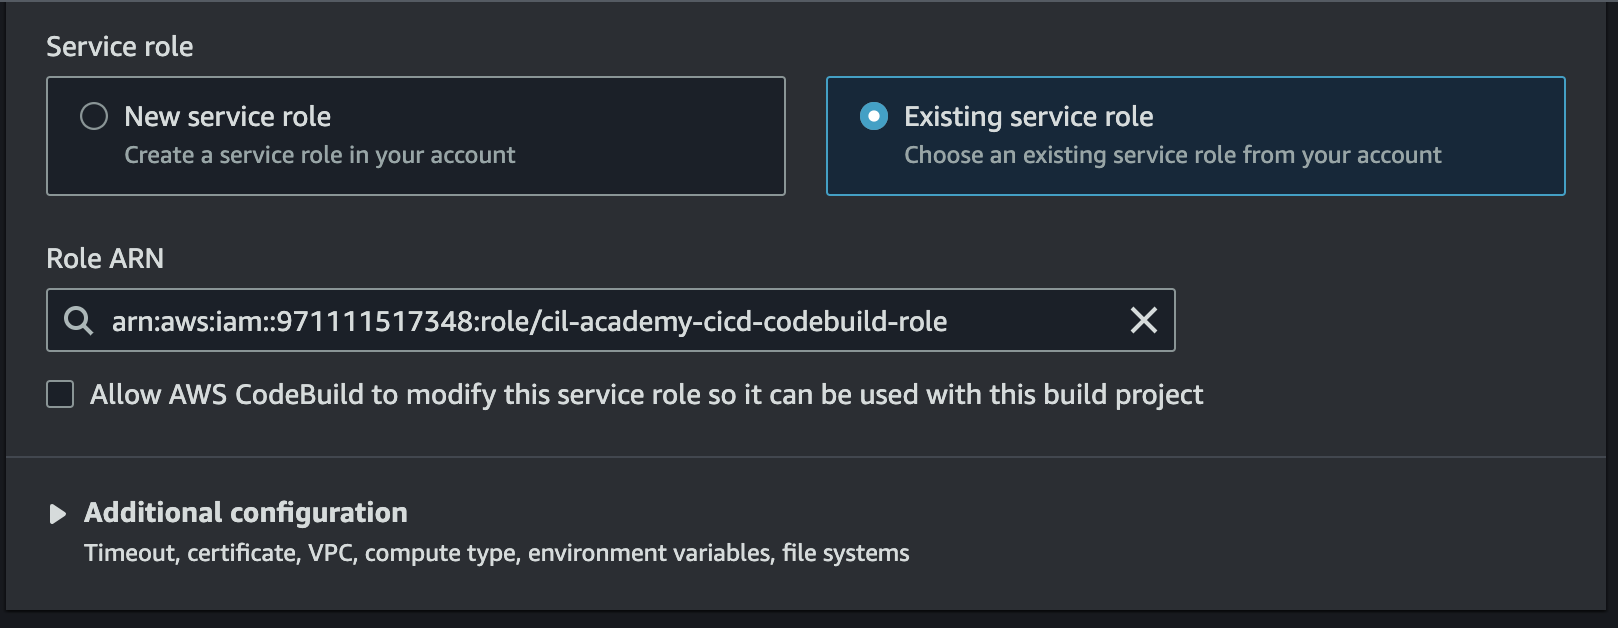 Service role
New service role
Create a service role in your account
Existing service role
Choose an existing service role from your account
Role ARN
arn:aws:iam::971111517348:role/cil-academy-cicd-codebuild-role
Allow AWS CodeBuild to modify this service role so it can be used with this build project
Additional configuration
Timeout, certificate, VPC, compute type, environment variables, file systems